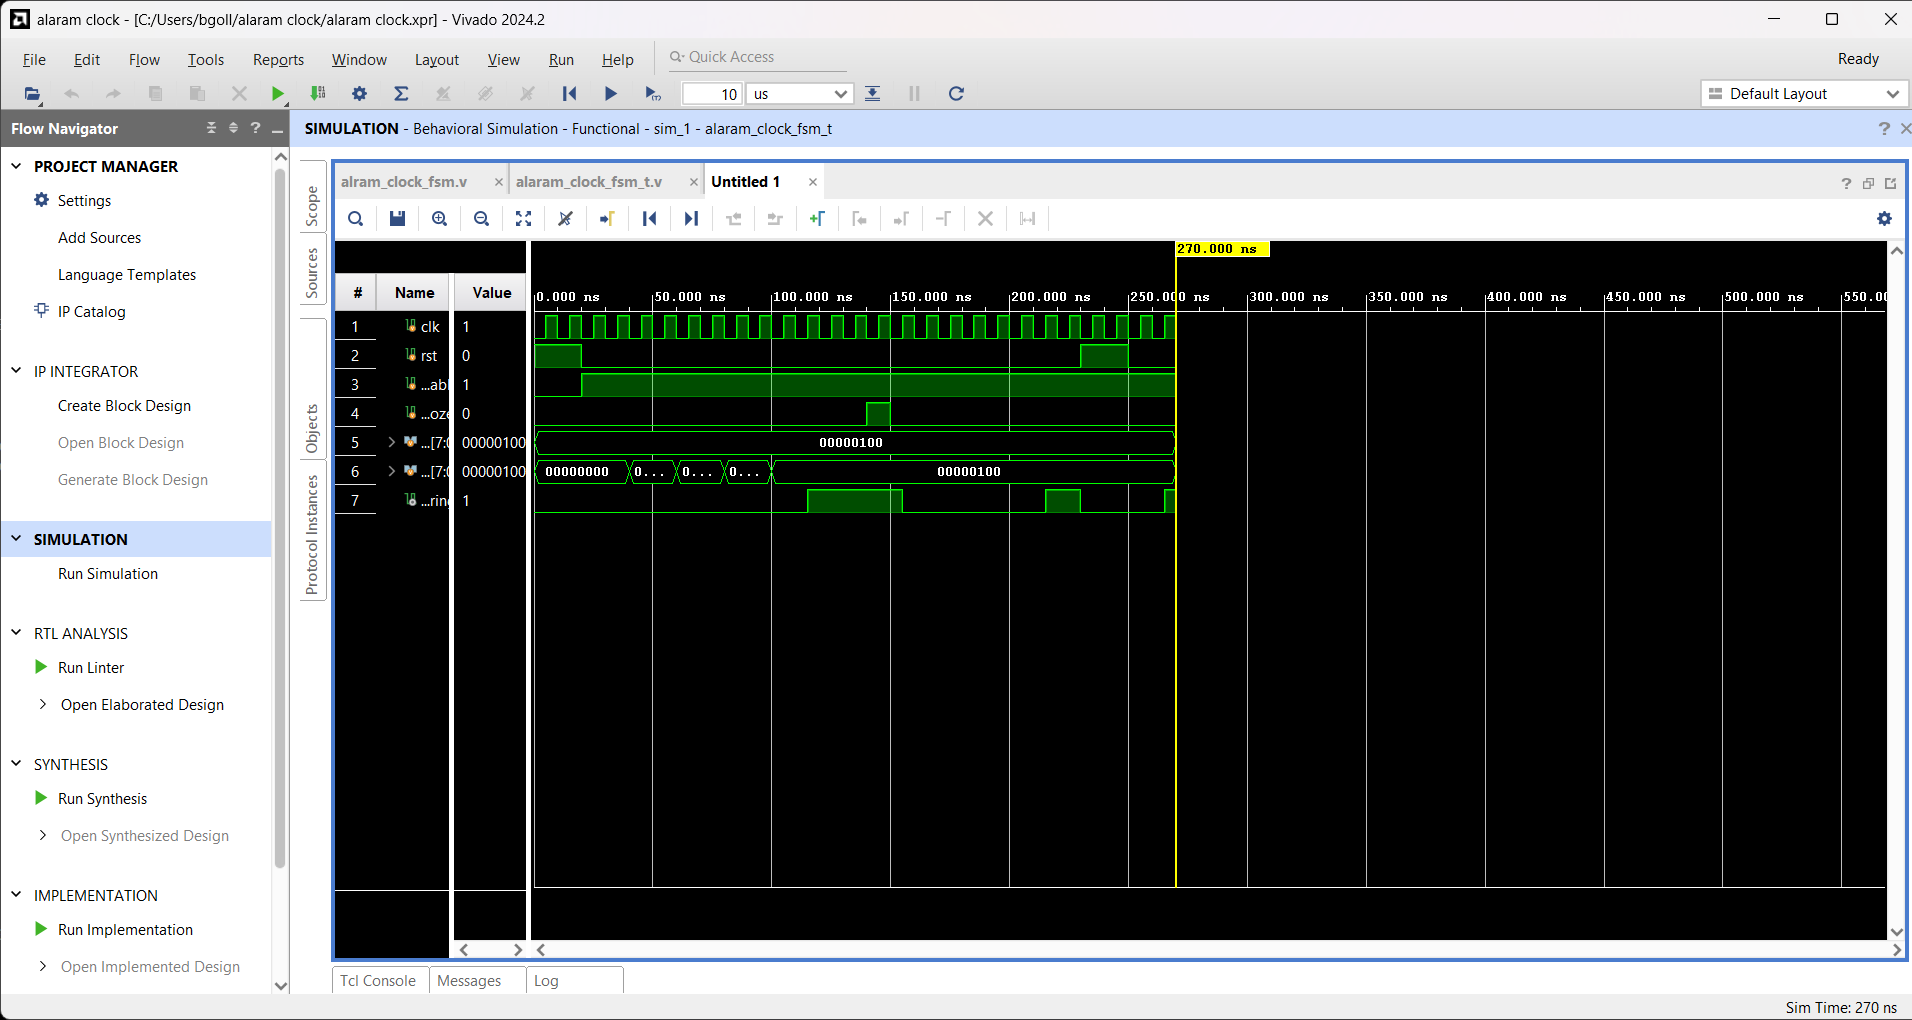 alaram clock - [C:/Users/bgoll/alaram clock/alaram clock.xpr] - Vivado 2024.2
File Edit Flow Tools Reports Window Layout View Run Help Quick Access Ready
10 us Default Layout
Flow Navigator
SIMULATION - Behavioral Simulation - Functional - sim_1 - alaram_clock_fsm_t
PROJECT MANAGER
Settings
Add Sources
Language Templates
IP Catalog
IP INTEGRATOR
Create Block Design
Open Block Design
Generate Block Design
SIMULATION
Run Simulation
RTL ANALYSIS
Run Linter
Open Elaborated Design
SYNTHESIS
Run Synthesis
Open Synthesized Design
IMPLEMENTATION
Run Implementation
Open Implemented Design
Scope
Sources
Objects
Protocol Instances
alram_clock_fsm.v alaram_clock_fsm_t.v Untitled 1
270.000 ns
# Name Value
0.000 ns 50.000 ns 100.000 ns 150.000 ns 200.000 ns 250.0 0 ns 300.000 ns 350.000 ns 400.000 ns 450.000 ns 500.000 ns 550.0
1 clk 1
2 rst 0
3 ...abl 1
4 ...oze 0
5 ...[7:0 00000100 00000100
6 ...[7:0 00000100 00000000 0... 0... 0... 00000100
7 ...ring 1
Tcl Console Messages Log
Sim Time: 270 ns